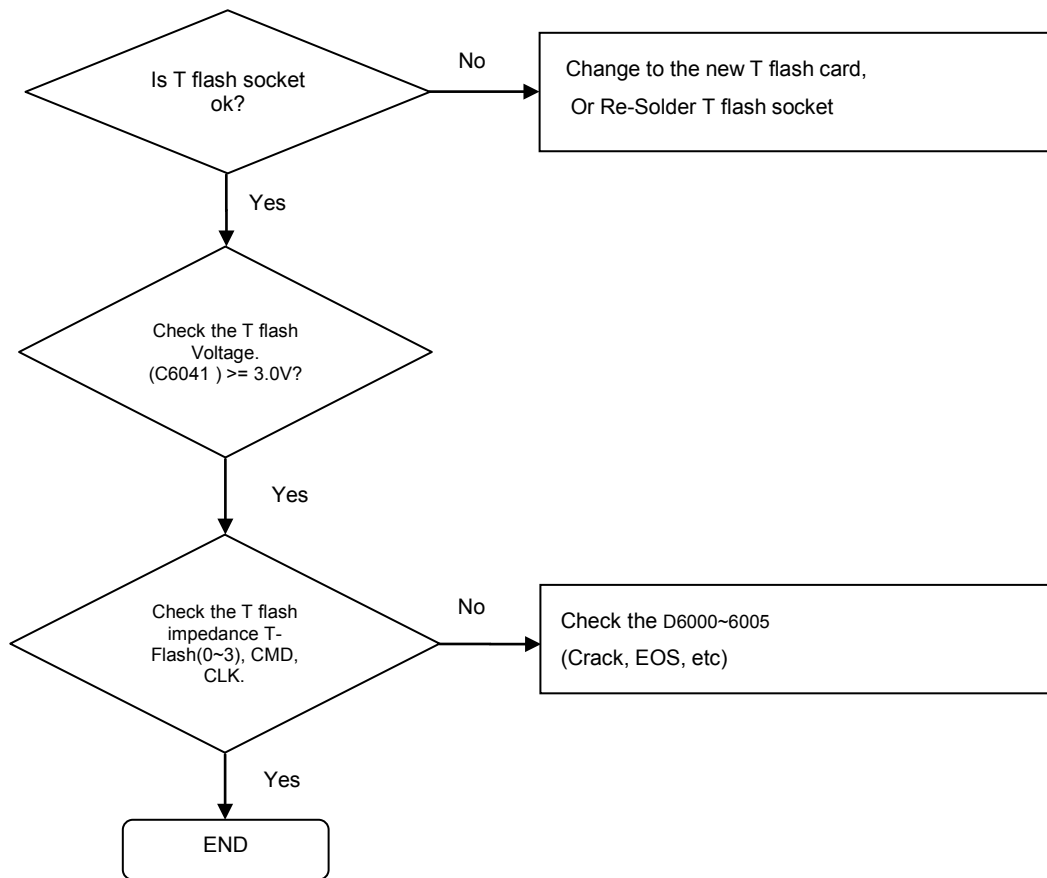 Is T flash socket
ok?
No
Change to the new T flash card,
Or Re-Solder T flash socket
Yes
Check the T flash
Voltage.
(C6041 ) >= 3.0V?
Yes
Check the T flash
impedance T-
Flash(0~3), CMD,
CLK.
No
Check the D6000~6005
(Crack, EOS, etc)
Yes
END